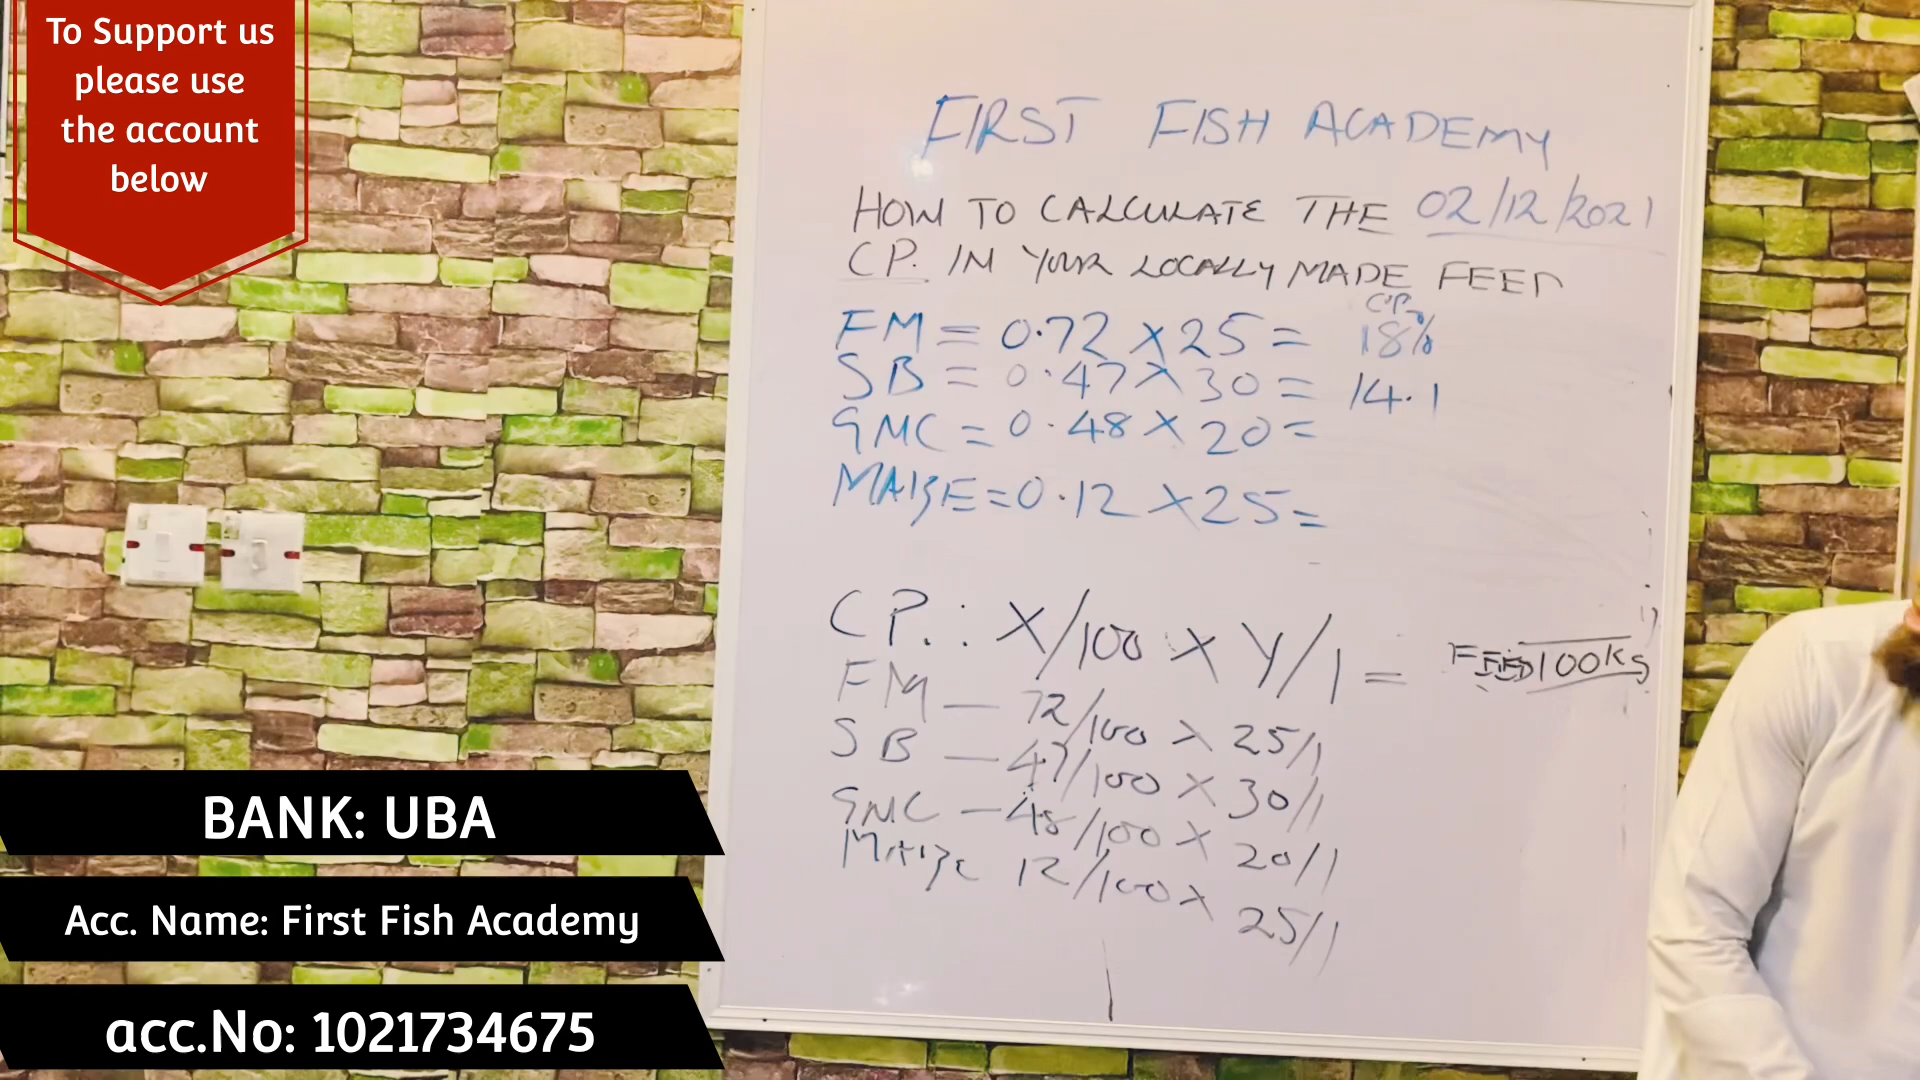 To Support us
please use
the account
below
FIRST FISH ACADEMY
HOW TO CALCULATE THE 02/12/2021
CP. IN YOUR LOCALLY MADE FEED
CP
FM = 0.72 X 25 = 18%
SB = 0.47 X 30 = 14.1
GNC = 0.48 X 20 =
MAIZE = 0.12 X 25 =
CP. : X/100 X Y/1 = FEED 100KG
FM — 72/100 X 25/1
SB — 47/100 X 30/1
GNC — 48/100 X 20/1
MAIZE 12/100 X 25/1
BANK: UBA
Acc. Name: First Fish Academy
acc.No: 1021734675